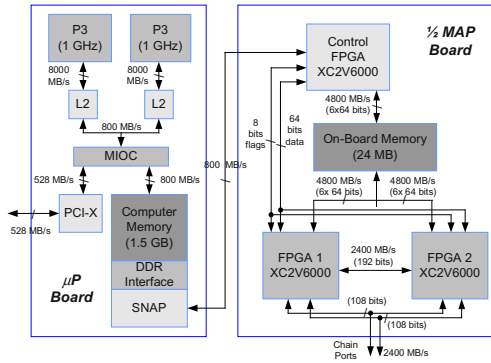 P3
(1 GHz)
P3
(1 GHz)
8000
MB/s
8000
MB/s
L2
L2
800 MB/s
MIOC
528 MB/s
800 MB/s
PCI-X
528 MB/s
Computer
Memory
(1.5 GB)
DDR
Interface
SNAP
μP
Board
800 MB/s
½ MAP
Board
Control
FPGA
XC2V6000
4800 MB/s
(6x64 bits)
8
bits
flags
64
bits
data
On-Board Memory
(24 MB)
4800 MB/s
(6x 64 bits)
4800 MB/s
(6x 64 bits)
FPGA 1
XC2V6000
2400 MB/s
(192 bits)
FPGA 2
XC2V6000
(108 bits)
(108 bits)
Chain
Ports
2400 MB/s